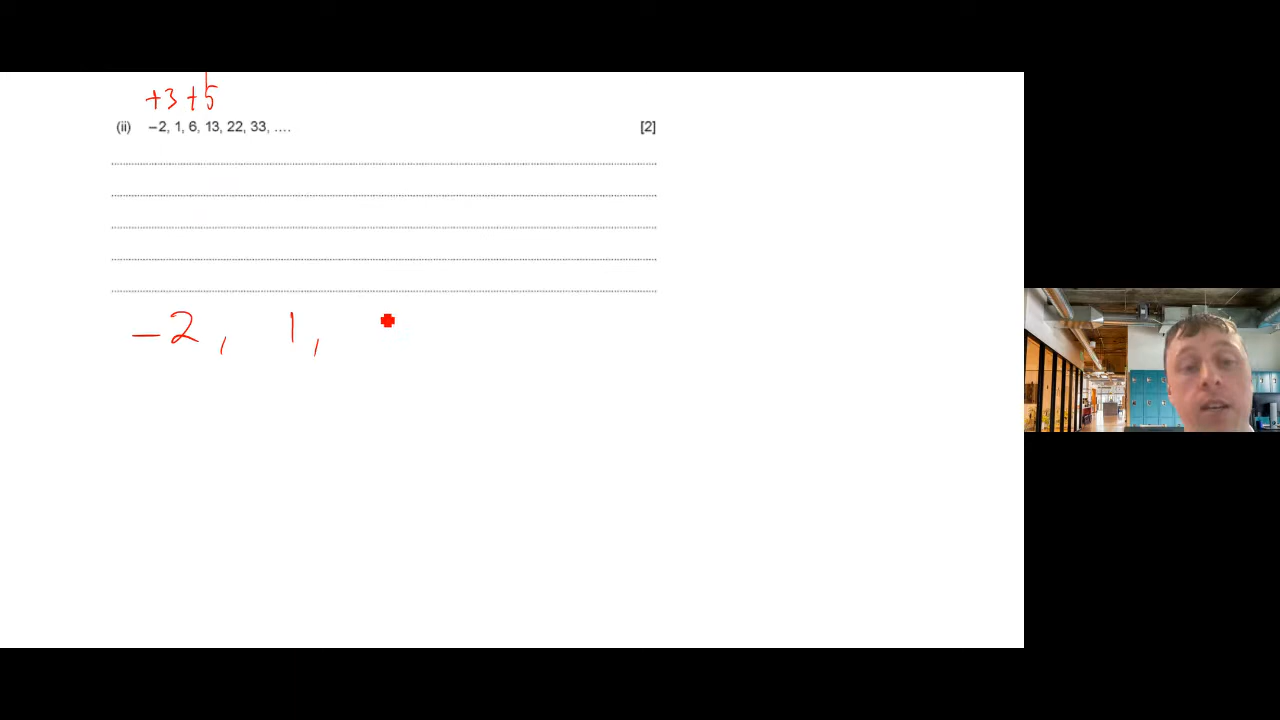 +3 +5
(ii) −2, 1, 6, 13, 22, 33, .... [2]
−2, 1,